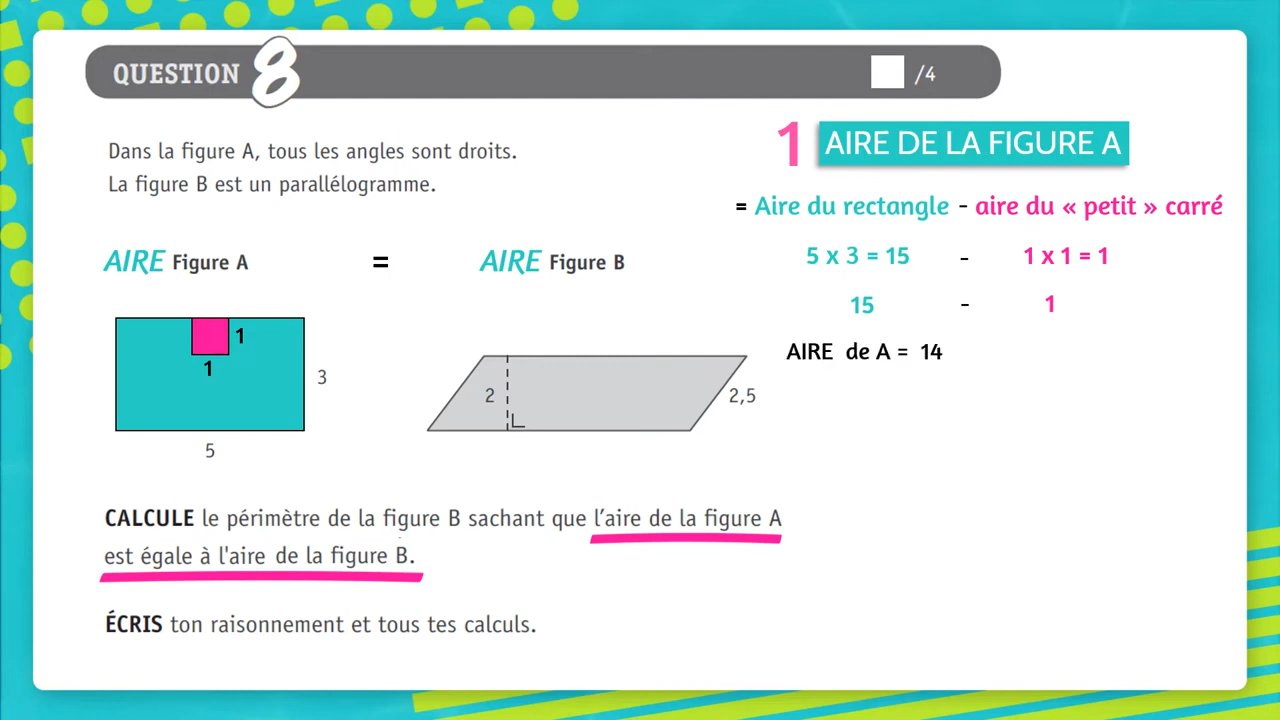 QUESTION 8
/4
Dans la figure A, tous les angles sont droits.
La figure B est un parallélogramme.
AIRE Figure A = AIRE Figure B
1
1
3
5
2
2,5
CALCULE le périmètre de la figure B sachant que l’aire de la figure A
est égale à l'aire de la figure B.
ÉCRIS ton raisonnement et tous tes calculs.
1 AIRE DE LA FIGURE A
= Aire du rectangle - aire du « petit » carré
5 x 3 = 15 - 1 x 1 = 1
15 - 1
AIRE de A = 14